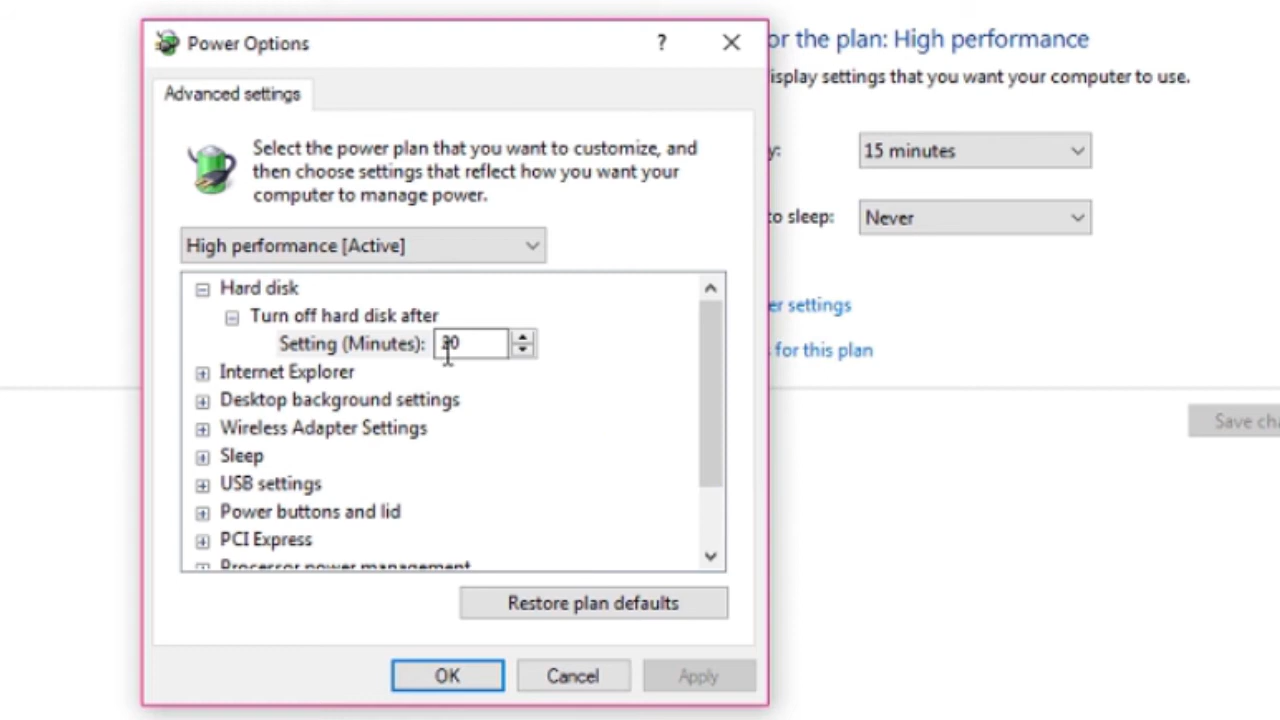 Power Options
?
or the plan: High performance
Advanced settings
isplay settings that you want your computer to use.
Select the power plan that you want to customize, and
then choose settings that reflect how you want your
computer to manage power.
y:
15 minutes
to sleep:
Never
High performance [Active]
Hard disk
Turn off hard disk after
Setting (Minutes):
er settings
for this plan
Internet Explorer
Desktop background settings
Wireless Adapter Settings
Save cha
Sleep
USB settings
Power buttons and lid
PCI Express
Processor power management
Restore plan defaults
OK
Cancel
Apply